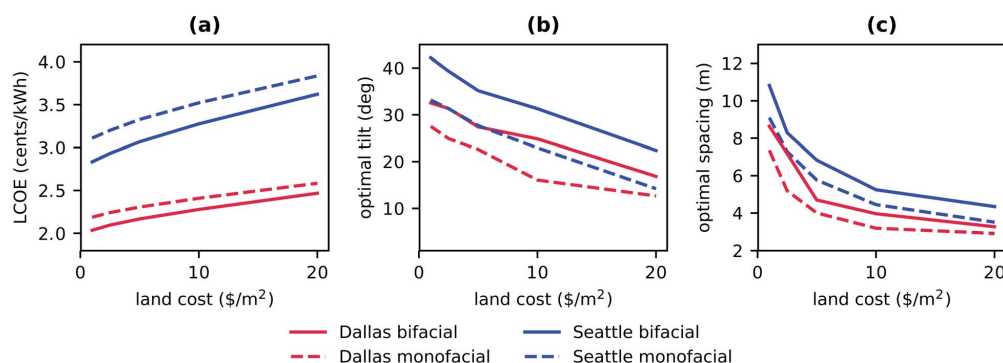 (a)
(b)
(c)
LCOE (cents/kWh)
4.0
3.5
3.0
2.5
2.0
0
10
20
land cost ($/m²)
optimal tilt (deg)
40
30
20
10
0
10
20
land cost ($/m²)
optimal spacing (m)
12
10
8
6
4
2
0
10
20
land cost ($/m²)
Dallas bifacial
Seattle bifacial
Dallas monofacial
Seattle monofacial